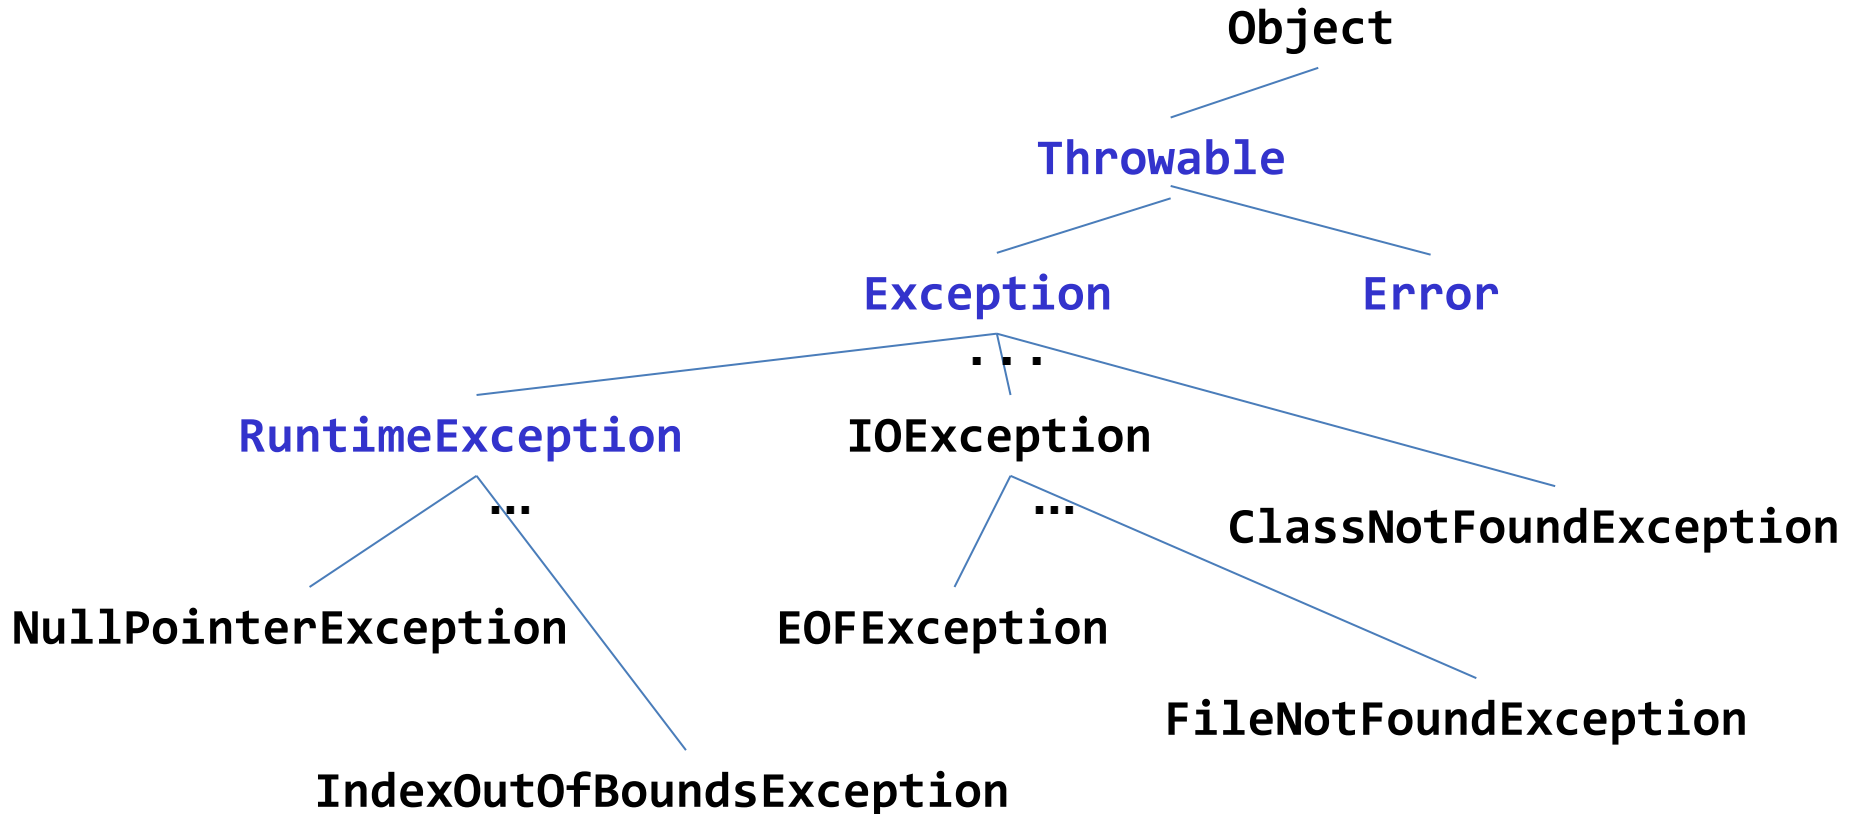 Object
Throwable
Exception
Error
...
RuntimeException
IOException
…
…
ClassNotFoundException
NullPointerException
EOFException
FileNotFoundException
IndexOutOfBoundsException